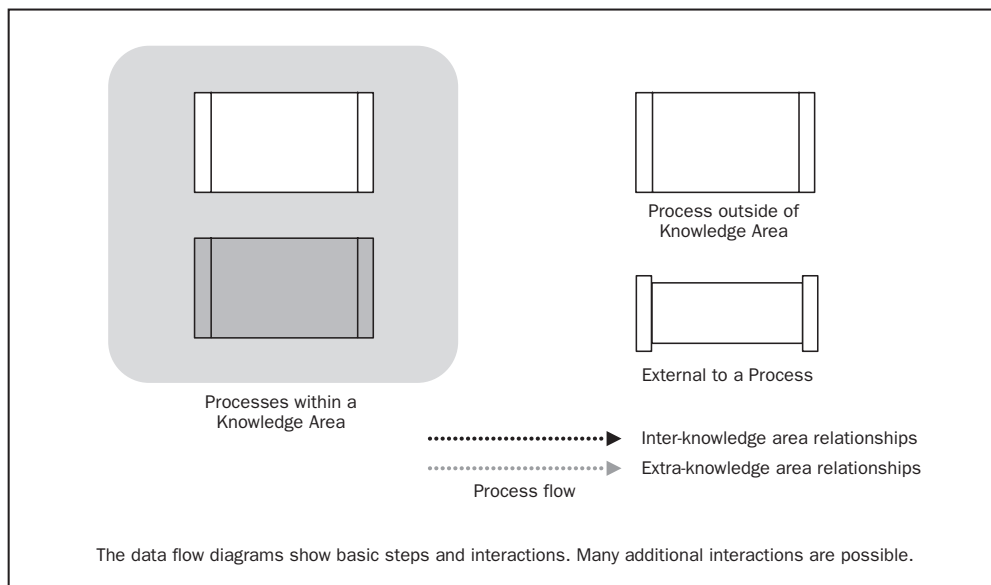 Process outside of
Knowledge Area
External to a Process
Processes within a
Knowledge Area
Inter-knowledge area relationships
Extra-knowledge area relationships
Process flow
The data flow diagrams show basic steps and interactions. Many additional interactions are possible.